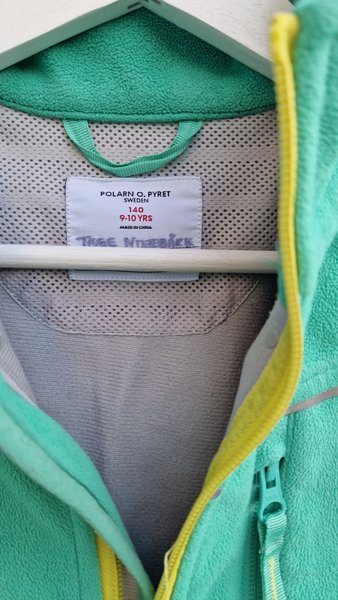 POLARN O. PYRET
SWEDEN
140
9-10 YRS
MADE IN CHINA
TAGE